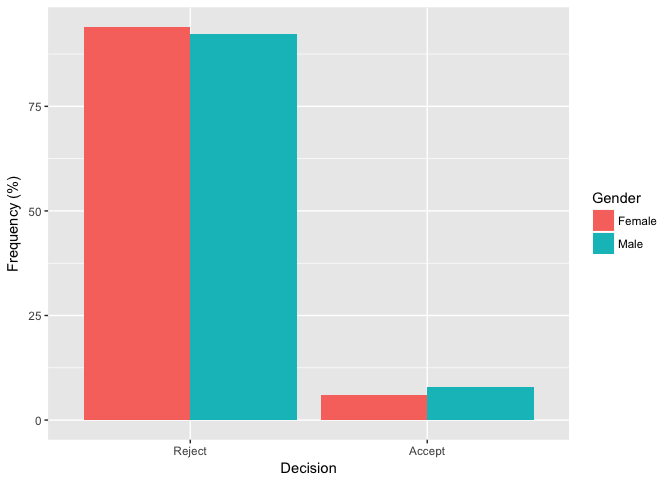 Frequency (%)
75
50
25
0
Reject
Accept
Decision
Gender
Female
Male